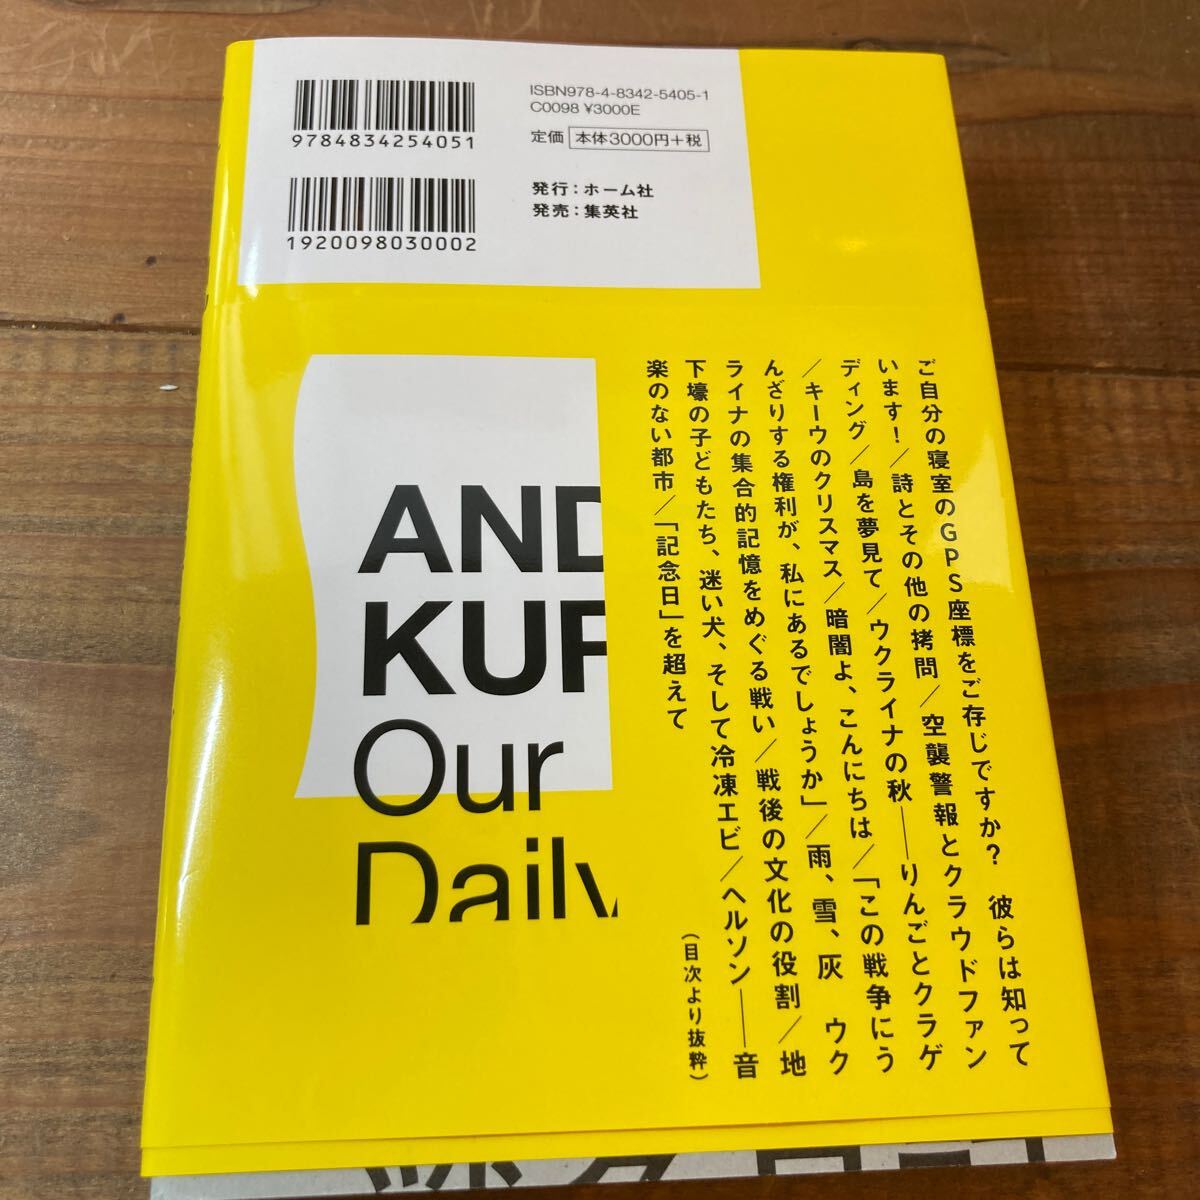 ISBN978-4-8342-5405-1
C0098 ¥3000E
定価 本体3000円+税
9784834254051
発行：ホーム社
発売：集英社
1920098030002
AND
KUR
Our
Daily
ご自分の寝室のGPS座標をご存じですか？　彼らは知って
います！／詩とその他の拷問／空襲警報とクラウドファン
ディング／島を夢見て／ウクライナの秋――りんごとクラゲ
／キーウのクリスマス／暗闇よ、こんにちは／「この戦争にう
んざりする権利が、私にあるでしょうか」／雨、雪、灰　ウク
ライナの集合的記憶をめぐる戦い／戦後の文化の役割／地
下壕の子どもたち、迷い犬、そして冷凍エビ／ヘルソン――音
楽のない都市／「記念日」を超えて
（目次より抜粋）